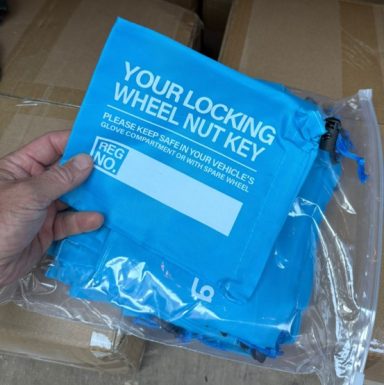 YOUR LOCKING
WHEEL NUT KEY
PLEASE KEEP SAFE IN YOUR VEHICLE'S
GLOVE COMPARTMENT OR WITH SPARE WHEEL
REG
NO.